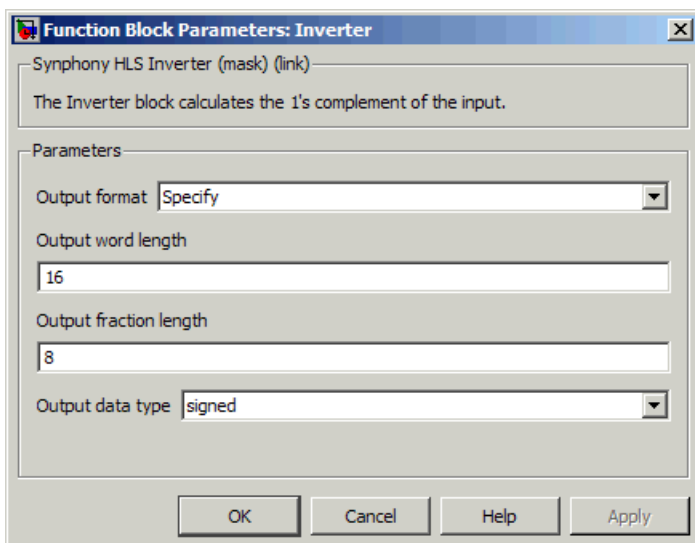 Function Block Parameters: Inverter
Synphony HLS Inverter (mask) (link)
The Inverter block calculates the 1's complement of the input.
Parameters
Output format Specify
Output word length
16
Output fraction length
8
Output data type signed
OK Cancel Help Apply